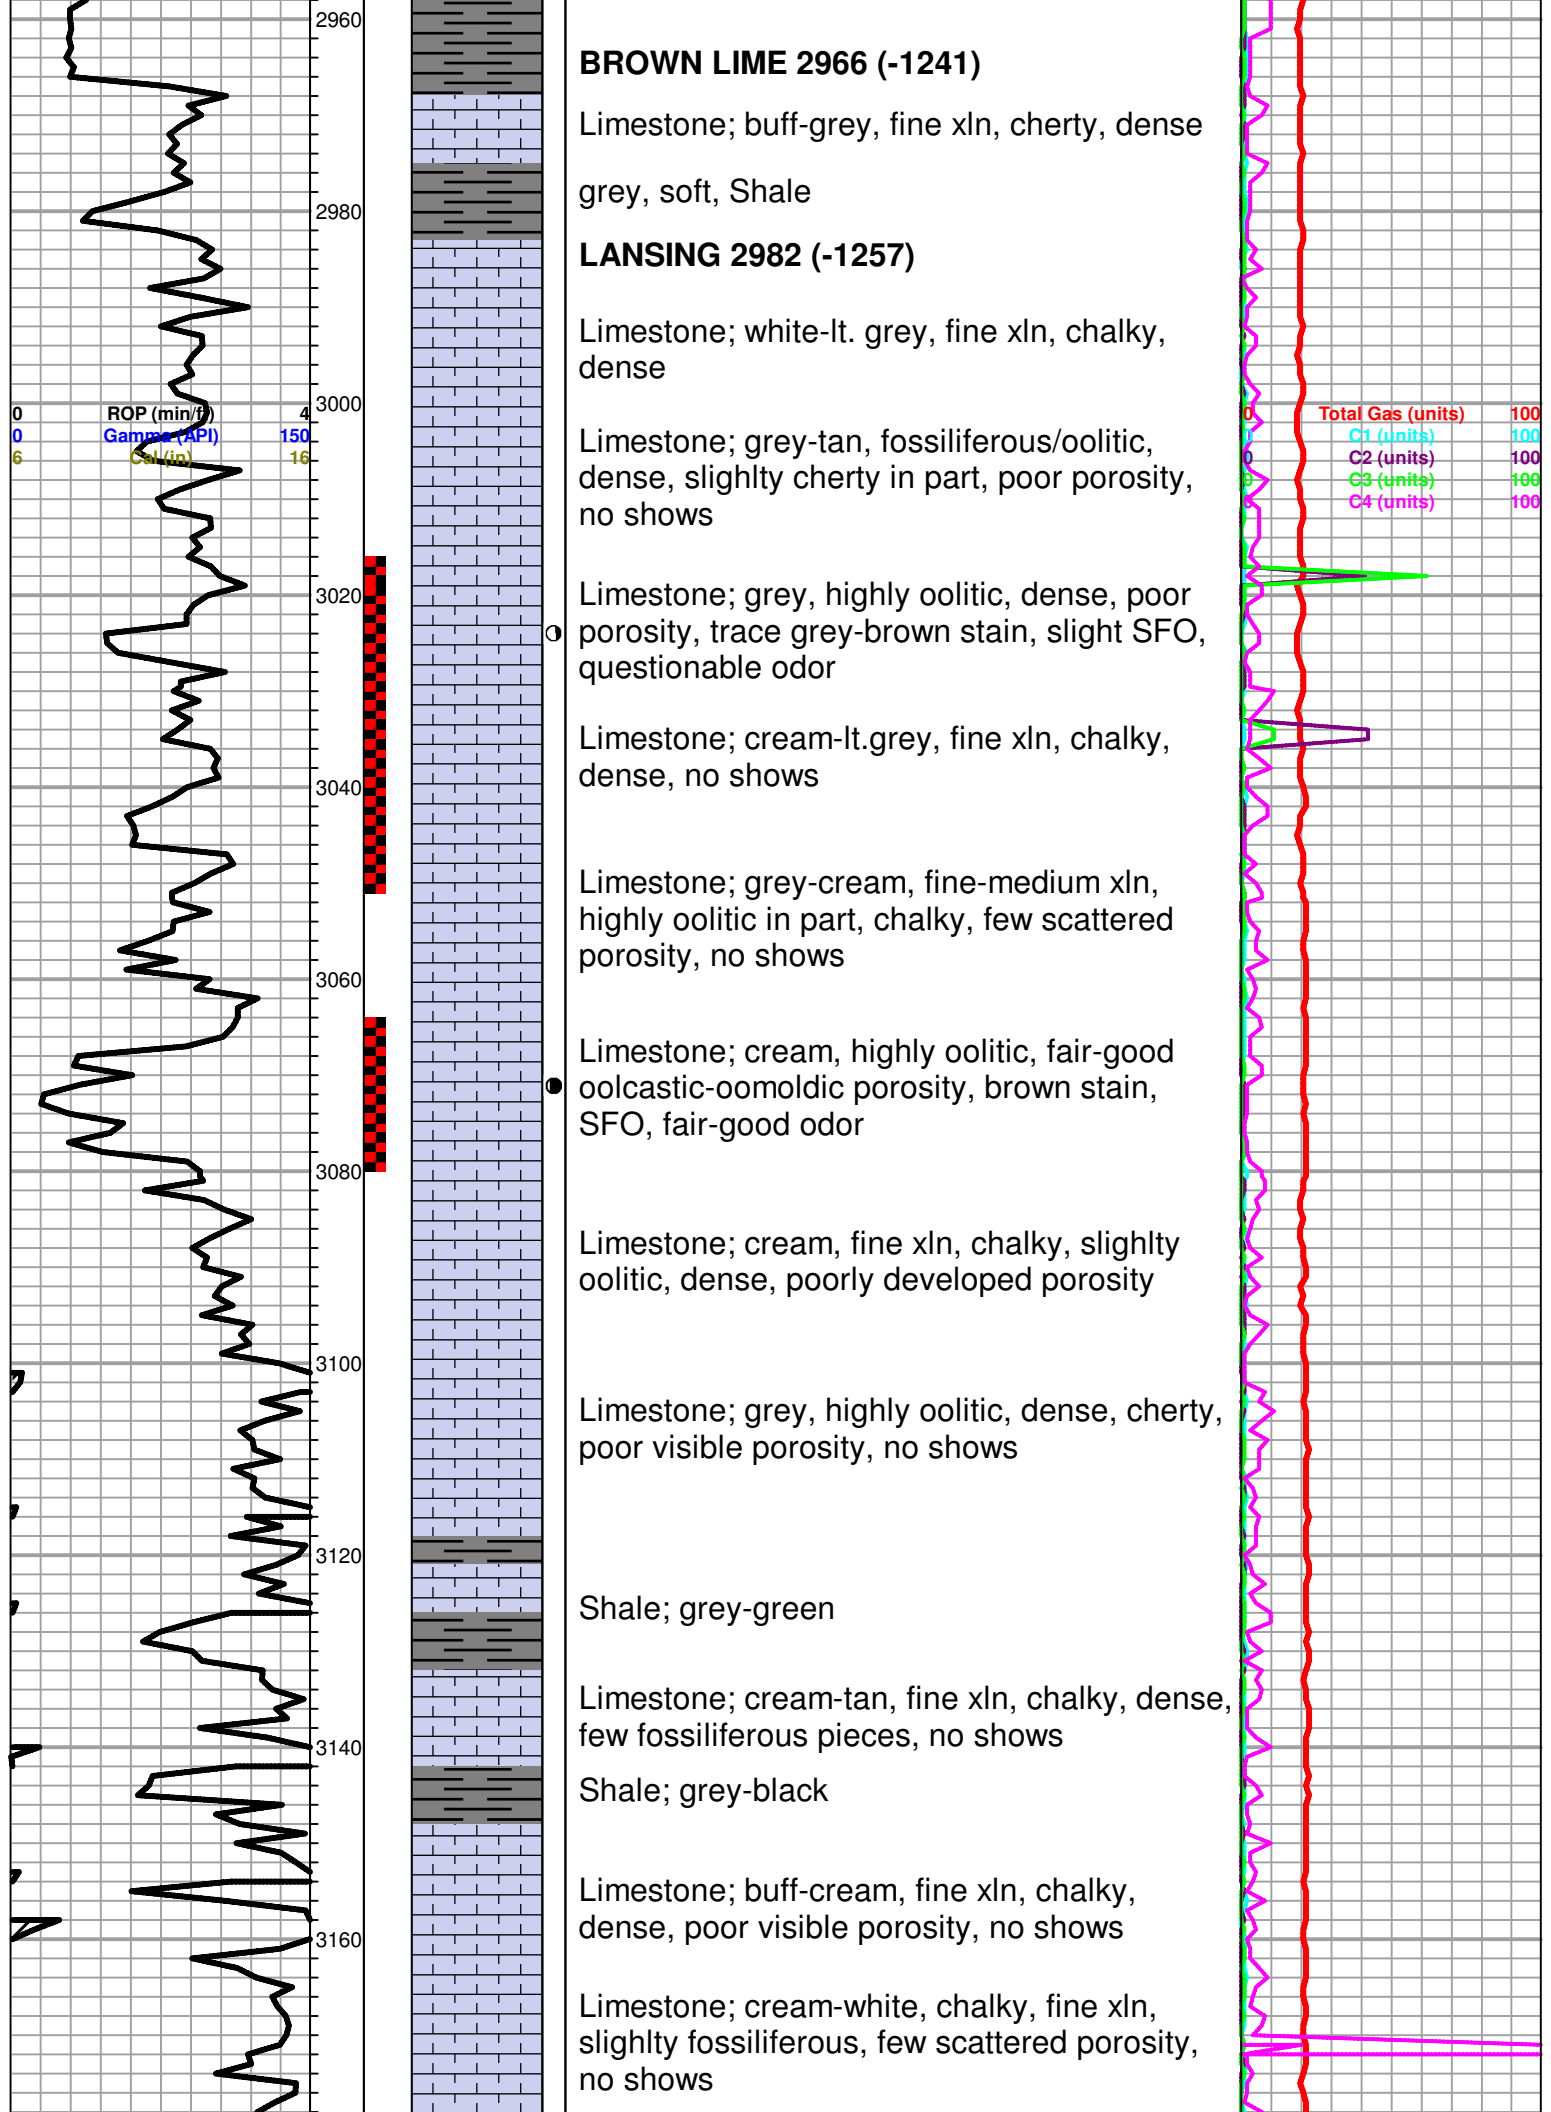 2960
BROWN LIME 2966 (-1241)
Limestone; buff-grey, fine xln, cherty, dense
grey, soft, Shale
2980
LANSING 2982 (-1257)
Limestone; white-lt. grey, fine xln, chalky,
dense
3000
0 ROP (min/ft) 4
0 Gamma (API) 150
6 Cal (in) 16
0 Total Gas (units) 100
0 C1 (units) 100
0 C2 (units) 100
0 C3 (units) 100
0 C4 (units) 100
Limestone; grey-tan, fossiliferous/oolitic,
dense, slighlty cherty in part, poor porosity,
no shows
3020
Limestone; grey, highly oolitic, dense, poor
porosity, trace grey-brown stain, slight SFO,
questionable odor
Limestone; cream-lt.grey, fine xln, chalky,
dense, no shows
3040
Limestone; grey-cream, fine-medium xln,
highly oolitic in part, chalky, few scattered
porosity, no shows
3060
Limestone; cream, highly oolitic, fair-good
oolcastic-oomoldic porosity, brown stain,
SFO, fair-good odor
3080
Limestone; cream, fine xln, chalky, slighlty
oolitic, dense, poorly developed porosity
3100
Limestone; grey, highly oolitic, dense, cherty,
poor visible porosity, no shows
3120
Shale; grey-green
Limestone; cream-tan, fine xln, chalky, dense,
few fossiliferous pieces, no shows
3140
Shale; grey-black
Limestone; buff-cream, fine xln, chalky,
dense, poor visible porosity, no shows
3160
Limestone; cream-white, chalky, fine xln,
slighlty fossiliferous, few scattered porosity,
no shows